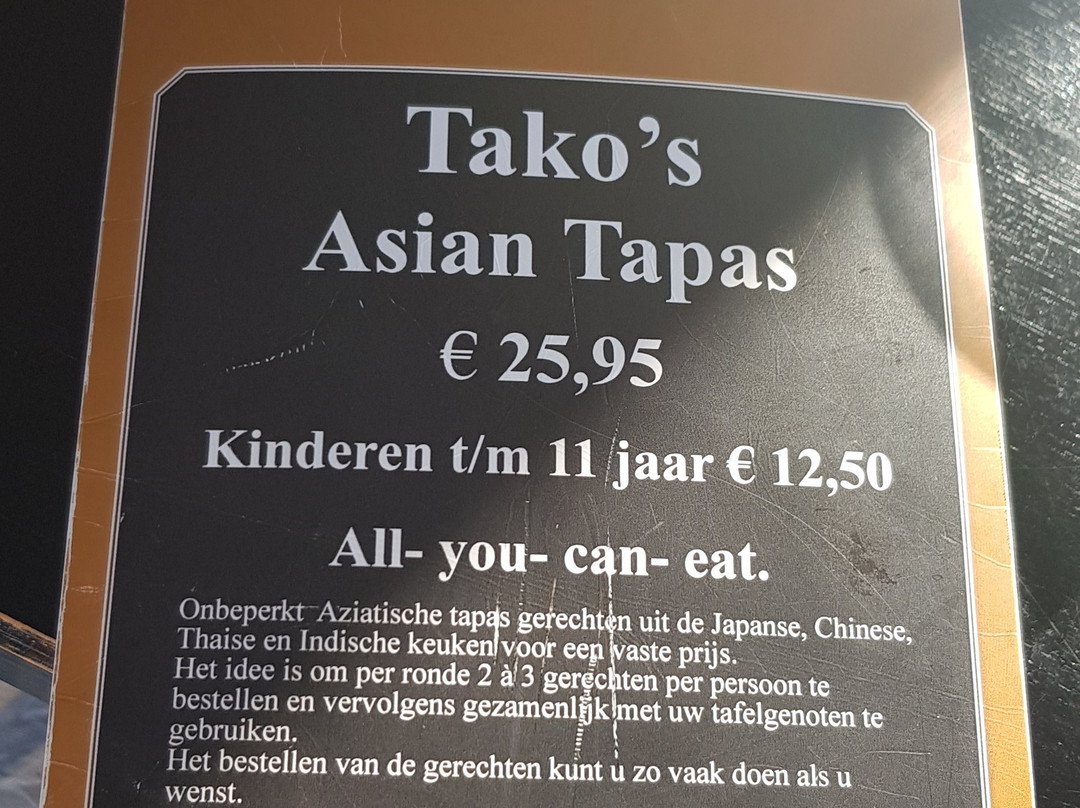 Tako's
Asian Tapas
€ 25,95
Kinderen t/m 11 jaar € 12,50
All- you- can- eat.
Onbeperkt Aziatische tapas gerechten uit de Japanse, Chinese,
Thaise en Indische keuken voor een vaste prijs.
Het idee is om per ronde 2 à 3 gerechten per persoon te
bestellen en vervolgens gezamenlijk met uw tafelgenoten te
gebruiken.
Het bestellen van de gerechten kunt u zo vaak doen als u
wenst.